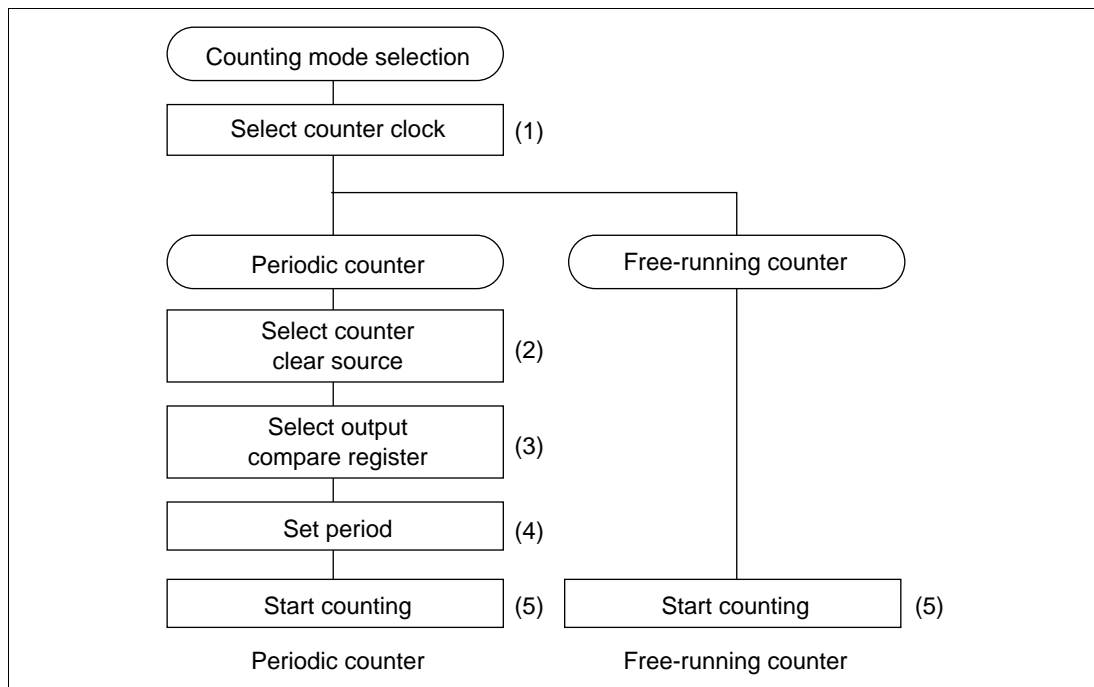 Counting mode selection
Select counter clock (1)
Periodic counter
Free-running counter
Select counter
clear source
(2)
Select output
compare register
(3)
Set period (4)
Start counting (5)
Start counting (5)
Periodic counter
Free-running counter